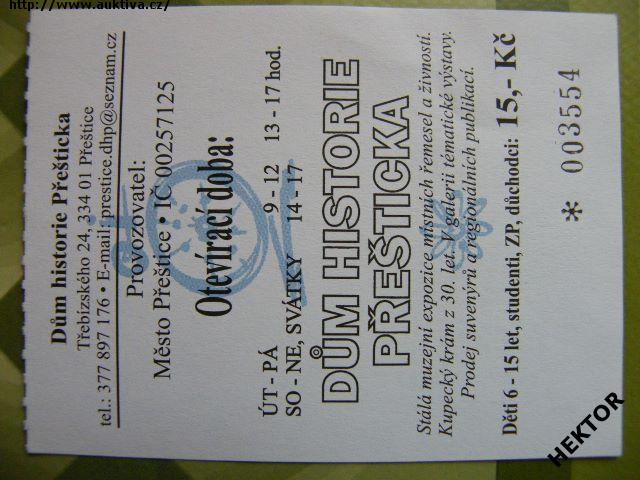 http://www.auktiva.cz/
Dům historie Přešticka
Třebízského 24, 334 01 Přeštice
tel.: 377 897 176 • E-mail: prestice.dhp@seznam.cz
Provozovatel:
Město Přeštice • IČ 00257125
Otevírací doba:
ÚT - PÁ 9 - 12 13 - 17 hod.
SO - NE, SVÁTKY 14 - 17
DŮM HISTORIE
PŘEŠTICKA
Stálá muzejní expozice místních řemesel a živností.
Kupecký krám z 30. let. V galerii tématické výstavy.
Prodej suvenýrů a regionálních publikací.
Děti 6 - 15 let, studenti, ZP, důchodci: 15,- Kč
* 003554
HEKTOR